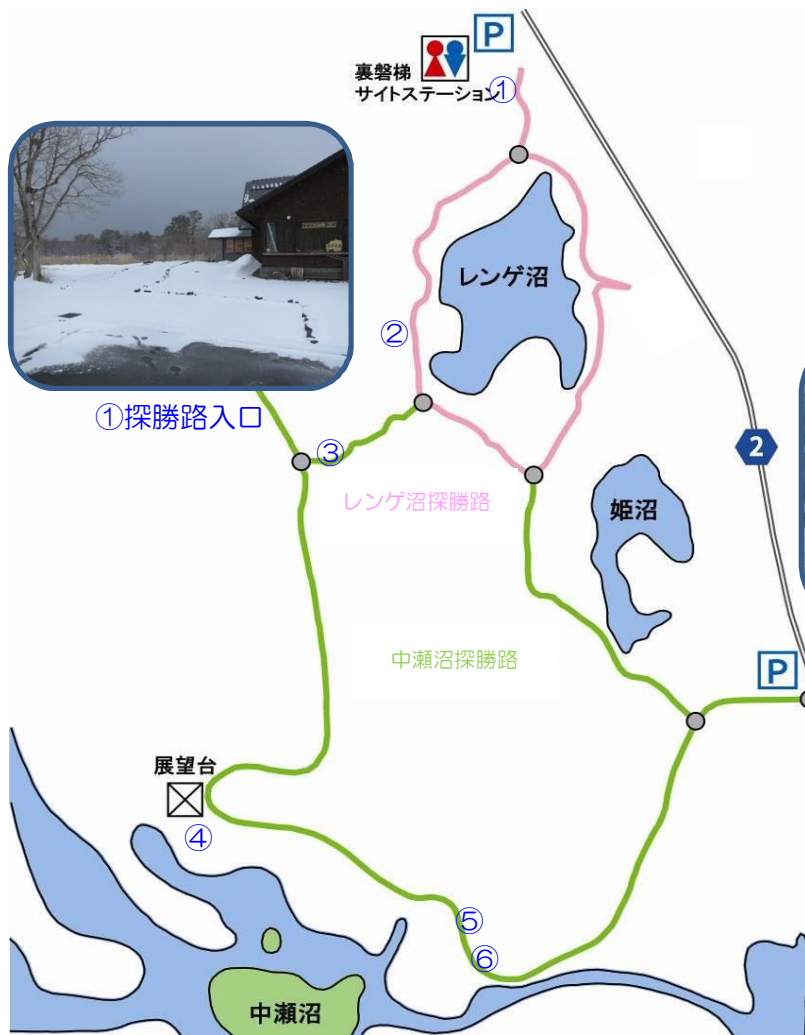 P
裏磐梯
サイトステーション
①
レンゲ沼
②
①探勝路入口
③
2
レンゲ沼探勝路
姫沼
中瀬沼探勝路
P
展望台
④
⑤
⑥
中瀬沼